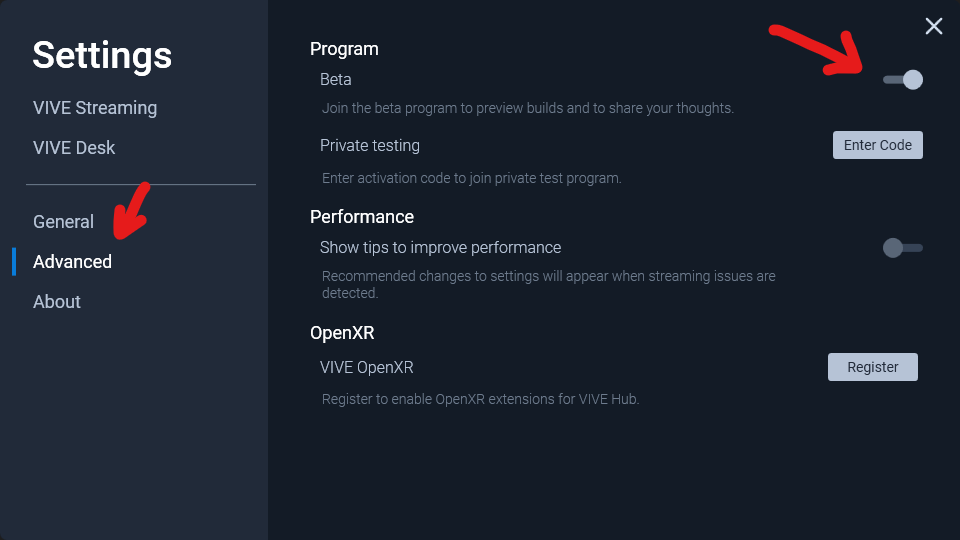 Settings
VIVE Streaming
VIVE Desk
General
Advanced
About
Program
Beta
Join the beta program to preview builds and to share your thoughts.
Private testing
Enter Code
Enter activation code to join private test program.
Performance
Show tips to improve performance
Recommended changes to settings will appear when streaming issues are
detected.
OpenXR
VIVE OpenXR
Register
Register to enable OpenXR extensions for VIVE Hub.